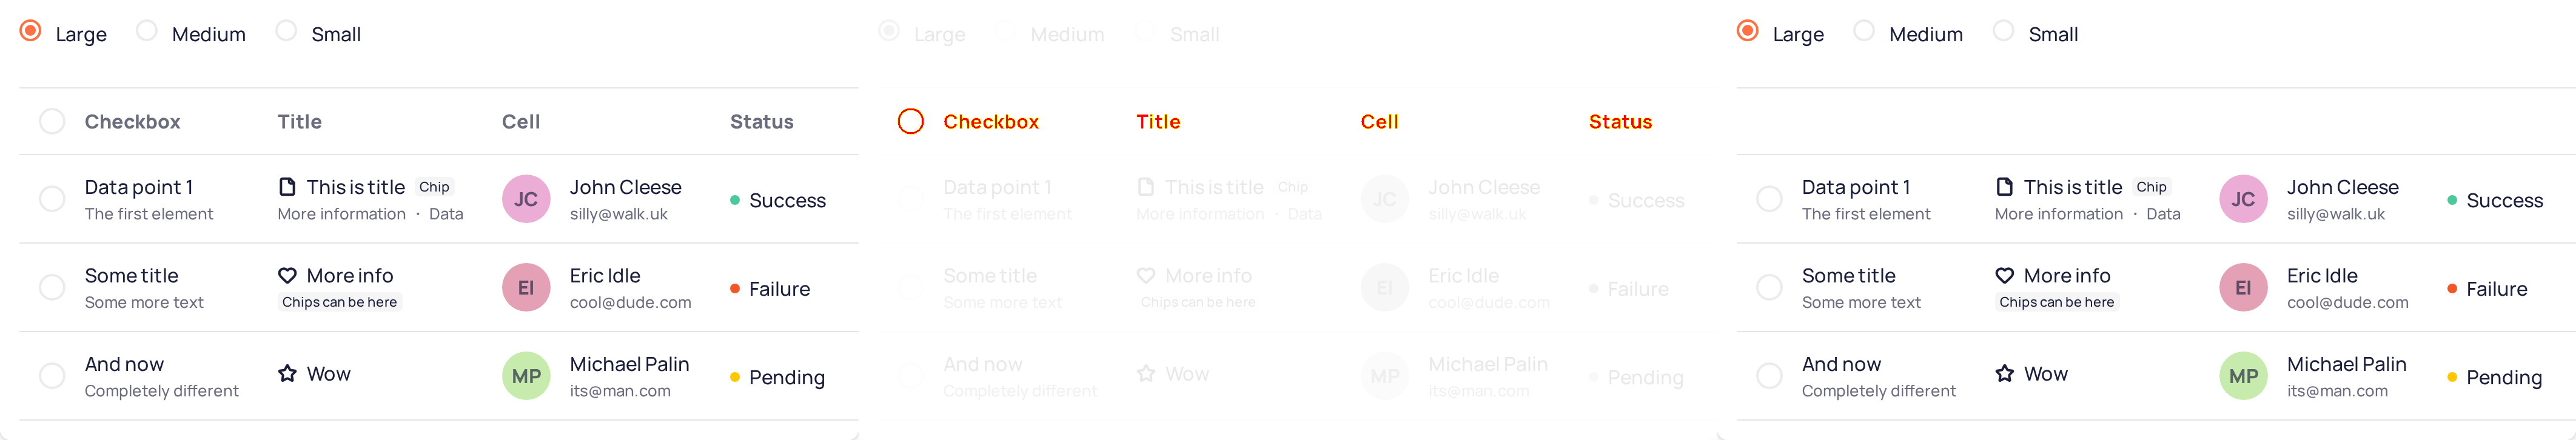 Large Medium Small
Checkbox Title Cell Status
Data point 1 This is title Chip John Cleese Success
The first element More information · Data JC silly@walk.uk
Some title More info Eric Idle Failure
Some more text Chips can be here EI cool@dude.com
And now Wow Michael Palin Pending
Completely different MP its@man.com
Large Medium Small
Checkbox Title Cell Status
Data point 1 This is title Chip John Cleese Success
The first element More information · Data JC silly@walk.uk
Some title More info Eric Idle Failure
Some more text Chips can be here EI cool@dude.com
And now Wow Michael Palin Pending
Completely different MP its@man.com
Large Medium Small
Data point 1 This is title Chip John Cleese Success
The first element More information · Data JC silly@walk.uk
Some title More info Eric Idle Failure
Some more text Chips can be here EI cool@dude.com
And now Wow Michael Palin Pending
Completely different MP its@man.com